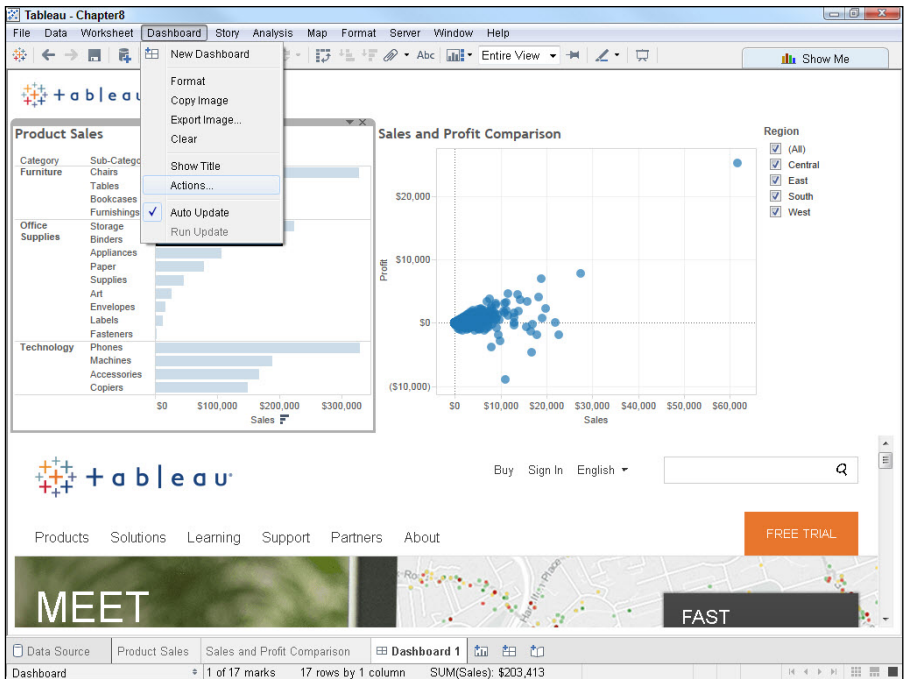 Tableau - Chapter8
File Data Worksheet Dashboard Story Analysis Map Format Server Window Help
Abc Entire View Show Me
New Dashboard
Format
Copy Image
Export Image...
Clear
Show Title
Actions...
Auto Update
Run Update
+ a b l e a u
Product Sales
Category Sub-Catego
Furniture Chairs
Tables
Bookcases
Furnishings
Office Supplies Storage
Binders
Appliances
Paper
Supplies
Art
Envelopes
Labels
Fasteners
Technology Phones
Machines
Accessories
Copiers
$0 $100,000 $200,000 $300,000
Sales
Sales and Profit Comparison
$20,000
$10,000
$0
($10,000)
Profit
$0 $10,000 $20,000 $30,000 $40,000 $50,000 $60,000
Sales
Region
(All)
Central
East
South
West
+ a b l e a u
Buy Sign In English
Products Solutions Learning Support Partners About
FREE TRIAL
MEET
FAST
Data Source Product Sales Sales and Profit Comparison Dashboard 1
Dashboard 1 of 17 marks 17 rows by 1 column SUM(Sales): $203,413